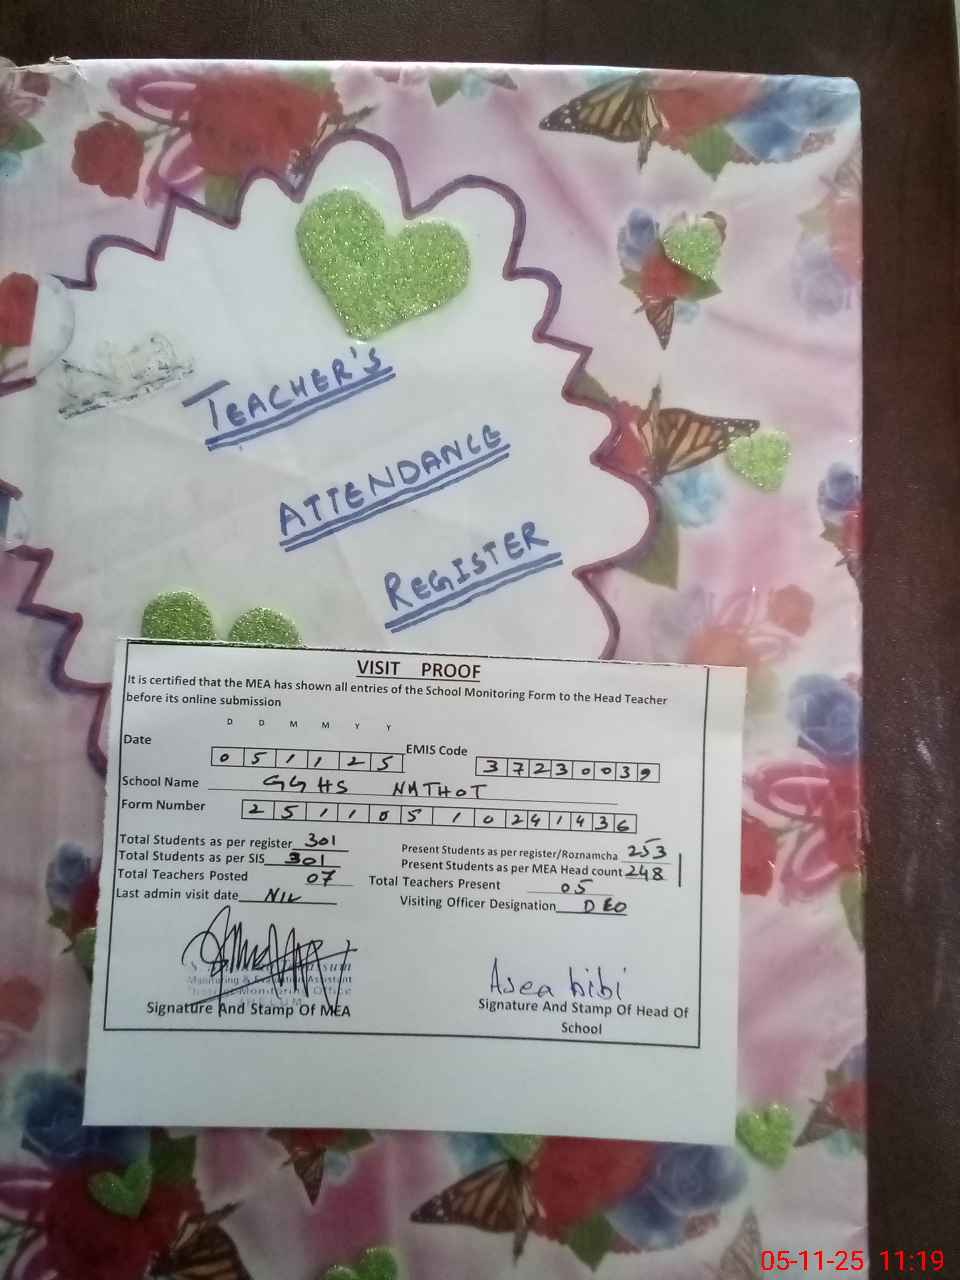 TEACHER'S
ATTENDANCE
REGISTER
VISIT PROOF
It is certified that the MEA has shown all entries of the School Monitoring Form to the Head Teacher
before its online submission
D D M M Y Y
Date 0 5 1 1 2 5 EMIS Code 3 7 2 3 0 0 3 9
School Name GGHS NATHOT
Form Number 2 5 1 1 0 5 1 0 2 4 1 4 3 6
Total Students as per register 301 Present Students as per register/Roznamcha 253
Total Students as per SIS 301 Present Students as per MEA Head count 248
Total Teachers Posted 07 Total Teachers Present 05
Last admin visit date NIL Visiting Officer Designation DEO
Monitoring & Evaluation Assistant
Asea bibi
Signature And Stamp Of MEA
Signature And Stamp Of Head Of
School
05-11-25 11:19